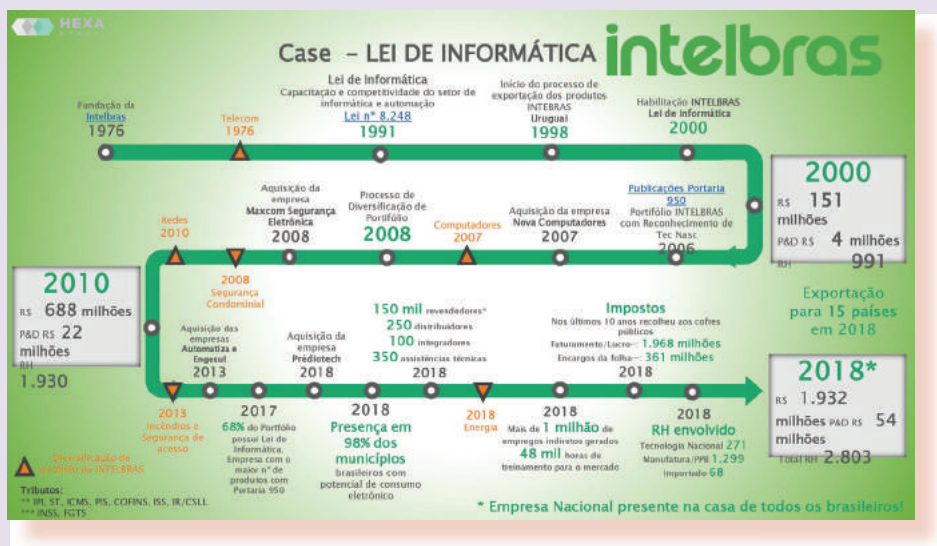 HEXA
BRASIL
Case – LEI DE INFORMÁTICA
intelbras
Fundação da
Intelbras
1976
Telecom
1976
Lei de Informática
Capacitação e competitividade do setor de
informática e automação
Lei nº 8.248
1991
Início do processo de
exportação dos produtos
INTEBRAS
Uruguai
1998
Habilitação INTELBRAS
Lei de Informática
2000
2000
R$ 151
milhões
P&D R$ 4 milhões
RH 991
Redes
2010
2008
Segurança
Condominial
Aquisição da
empresa
Maxcom Segurança
Eletrônica
2008
Processo de
Diversificação de
Portifólio
2008
Computadores
2007
Aquisição da empresa
Nova Computadores
2007
Publicações Portaria
950
Portifólio INTELBRAS
com Reconhecimento de
Tec Nasc
2006
Exportação
para 15 países
em 2018
2010
R$ 688 milhões
P&D R$ 22
milhões
RH
1.930
2013
Incêndios e
Segurança de
acesso
Aquisição das
empresas
Automatiza e
Engesul
2013
2017
68% do Portfólio
possui Lei de
Informática.
Empresa com o
maior nº de
produtos com
Portaria 950
Aquisição da
empresa
Prédiotech
2018
2018
Presença em
98% dos
municípios
brasileiros com
potencial de consumo
eletrônico
150 mil revendedores*
250 distribuidores
100 integradores
350 assistências técnicas
2018
2018
Energia
2018
Mais de 1 milhão de
empregos indiretos gerados
48 mil horas de
treinamento para o mercado
Impostos
Nos últimos 10 anos recolheu aos cofres
públicos
Faturamento/Lucro**: 1.968 milhões
Encargos da folha***: 361 milhões
2018
2018
RH envolvido
Tecnologia Nacional 271
Manufatura/PPB 1.299
Importado 68
2018*
R$ 1.932
milhões P&D R$ 54
milhões
TOTAL RH 2.803
Diversificação de
portfólio da INTELBRAS
Tributos:
** IPI, ST, ICMS, PIS, COFINS, ISS, IR/CSLL
*** INSS, FGTS
* Empresa Nacional presente na casa de todos os brasileiros!